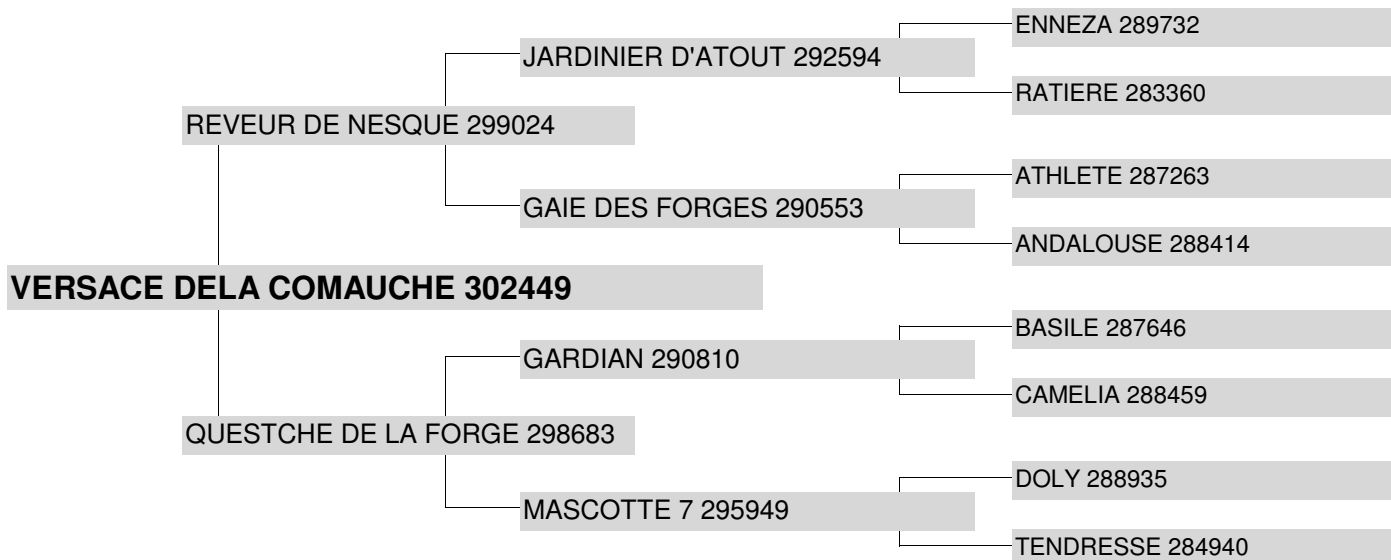 ENNEZA 289732
JARDINIER D'ATOUT 292594
RATIERE 283360
REVEUR DE NESQUE 299024
ATHLETE 287263
GAIE DES FORGES 290553
ANDALOUSE 288414
VERSACE DELA COMAUCHE 302449
BASILE 287646
GARDIAN 290810
CAMELIA 288459
QUESTCHE DE LA FORGE 298683
DOLY 288935
MASCOTTE 7 295949
TENDRESSE 284940